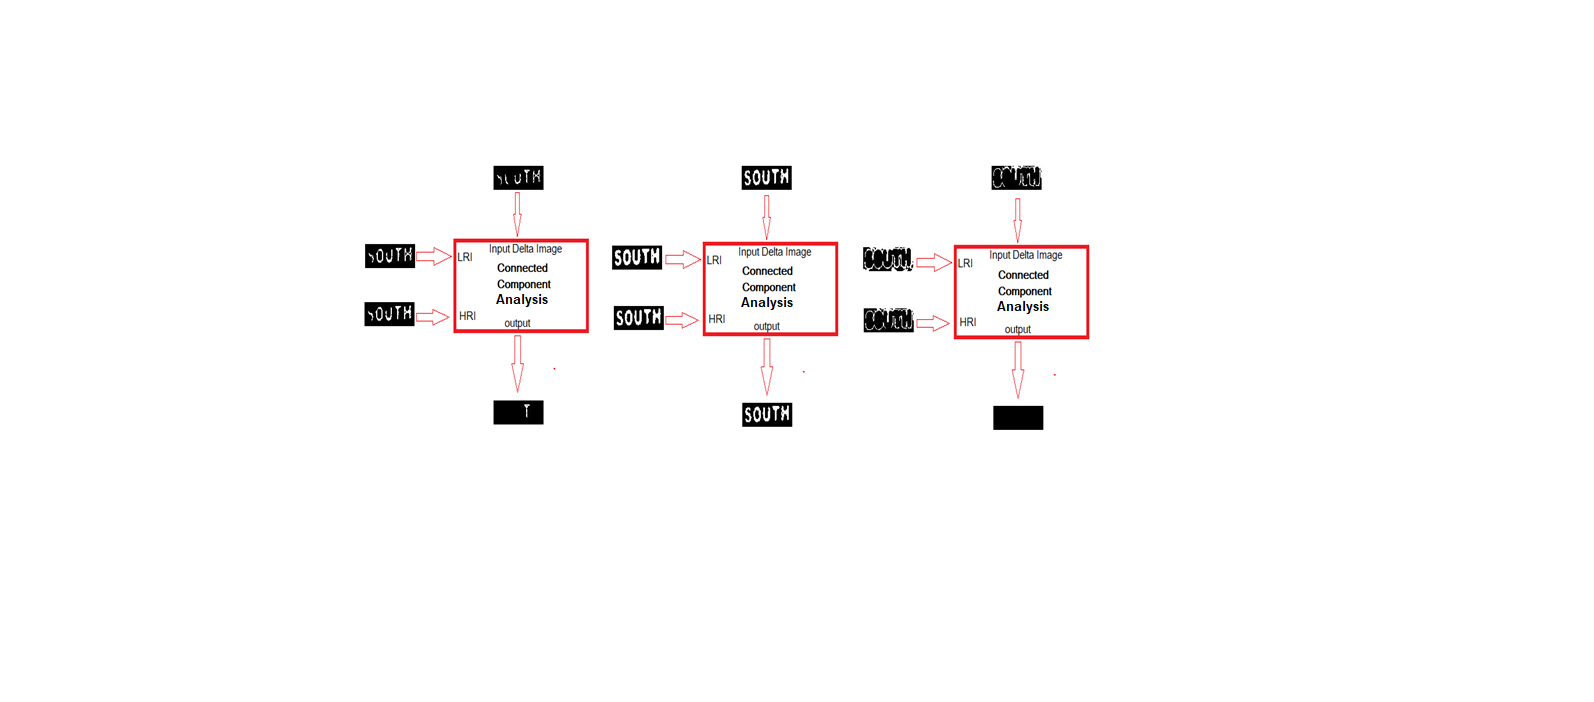 SOUTH
SOUTH
SOUTH
SOUTH
LRI
Input Delta Image
Connected
Component
Analysis
SOUTH
HRI
output
T
SOUTH
LRI
Input Delta Image
Connected
Component
Analysis
SOUTH
HRI
output
SOUTH
SOUTH
LRI
Input Delta Image
Connected
Component
Analysis
SOUTH
HRI
output